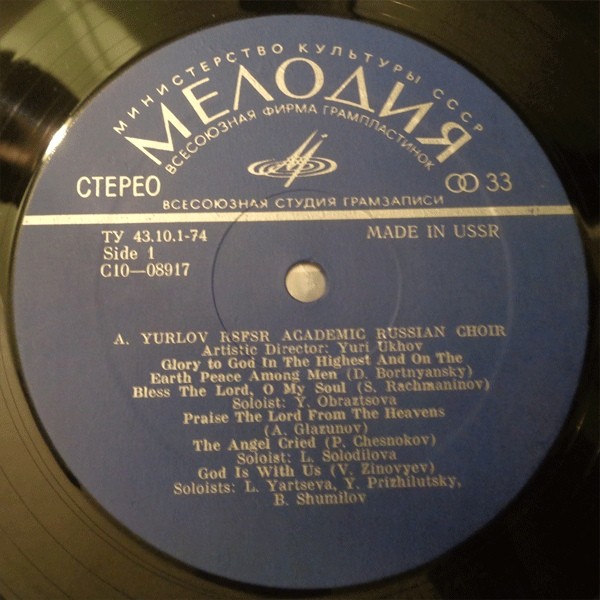 МИНИСТЕРСТВО КУЛЬТУРЫ СССР
МЕЛОДИЯ
ВСЕСОЮЗНАЯ ФИРМА ГРАМПЛАСТИНОК
СТЕРЕО
33
ВСЕСОЮЗНАЯ СТУДИЯ ГРАМЗАПИСИ
ТУ 43.10.1-74
MADE IN USSR
Side 1
С10—08917
A. YURLOV RSFSR ACADEMIC RUSSIAN CHOIR
Artistic Director: Yuri Ukhov
Glory to God In The Highest And On The
Earth Peace Among Men (D. Bortnyansky)
Bless The Lord, O My Soul (S. Rachmaninov)
Soloist: Y. Obraztsova
Praise The Lord From The Heavens
(A. Glazunov)
The Angel Cried (P. Chesnokov)
Soloist: L. Solodilova
God Is With Us (V. Zinovyev)
Soloists: L. Yartseva, Y. Prizhilutsky,
B. Shumilov